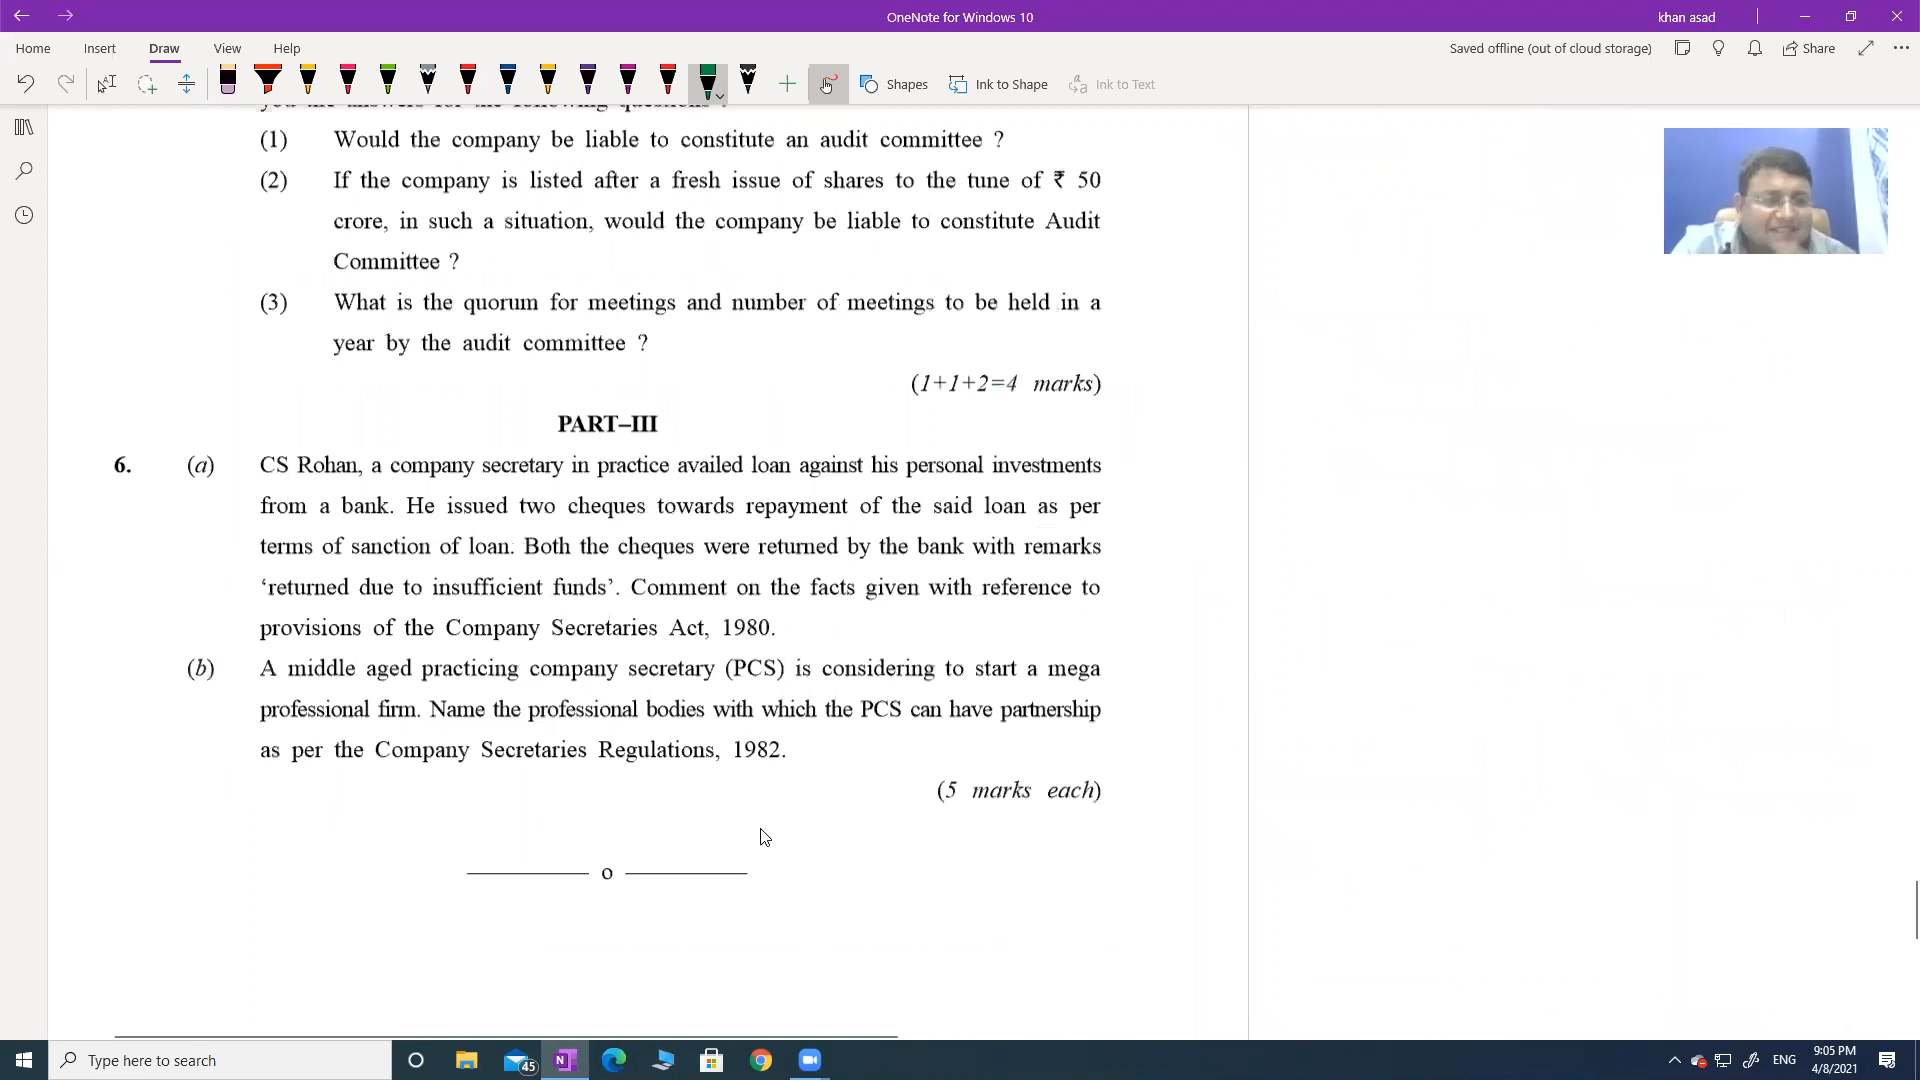 OneNote for Windows 10
khan asad
Home Insert Draw View Help
Saved offline (out of cloud storage)
Share
Shapes
Ink to Shape
Ink to Text
you the answers for the following questions
(1) Would the company be liable to constitute an audit committee ?
(2) If the company is listed after a fresh issue of shares to the tune of ₹ 50
crore, in such a situation, would the company be liable to constitute Audit
Committee ?
(3) What is the quorum for meetings and number of meetings to be held in a
year by the audit committee ?
(1+1+2=4 marks)
PART–III
6. (a) CS Rohan, a company secretary in practice availed loan against his personal investments
from a bank. He issued two cheques towards repayment of the said loan as per
terms of sanction of loan. Both the cheques were returned by the bank with remarks
‘returned due to insufficient funds’. Comment on the facts given with reference to
provisions of the Company Secretaries Act, 1980.
(b) A middle aged practicing company secretary (PCS) is considering to start a mega
professional firm. Name the professional bodies with which the PCS can have partnership
as per the Company Secretaries Regulations, 1982.
(5 marks each)
o
Type here to search
45
ENG
9:05 PM
4/8/2021